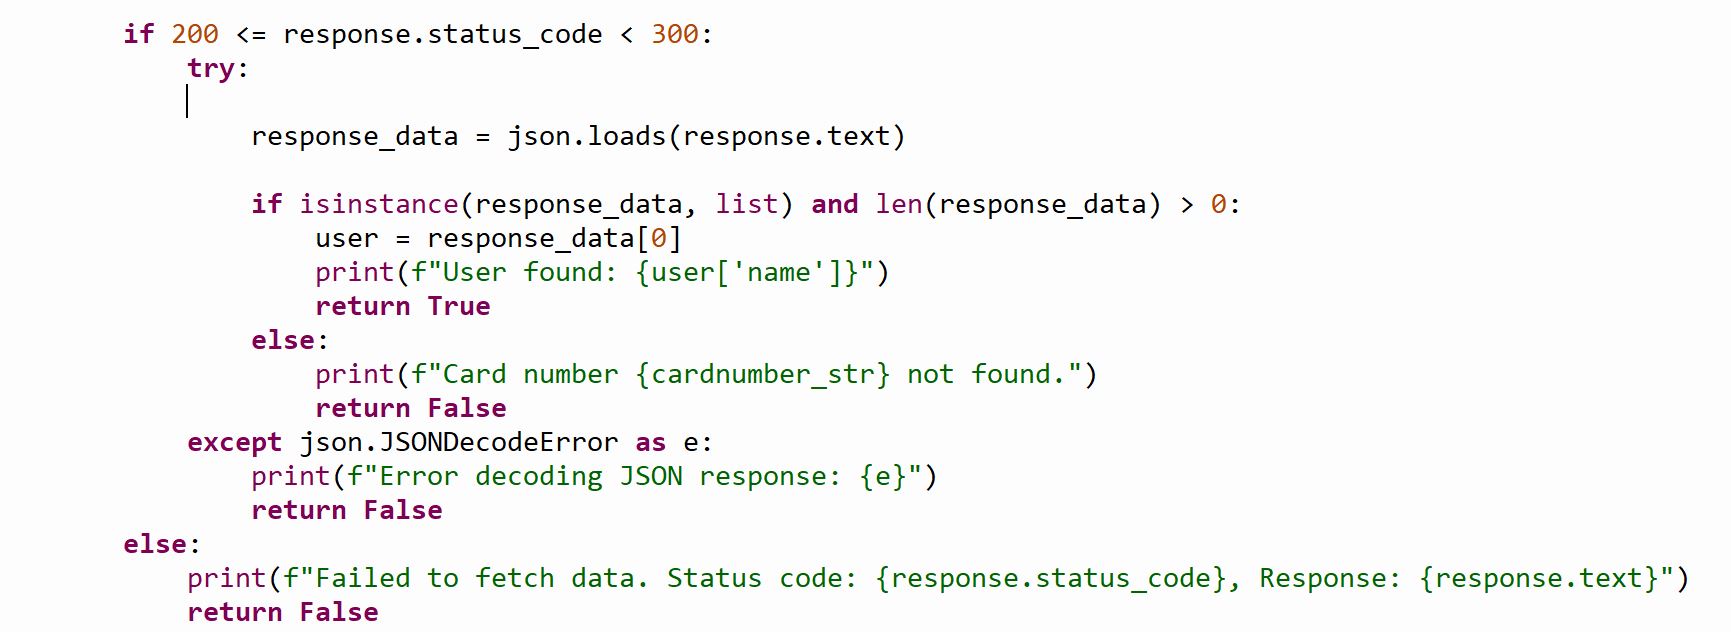 if 200 <= response.status_code < 300:
try:
response_data = json.loads(response.text)
if isinstance(response_data, list) and len(response_data) > 0:
user = response_data[0]
print(f"User found: {user['name']}")
return True
else:
print(f"Card number {cardnumber_str} not found.")
return False
except json.JSONDecodeError as e:
print(f"Error decoding JSON response: {e}")
return False
else:
print(f"Failed to fetch data. Status code: {response.status_code}, Response: {response.text}")
return False